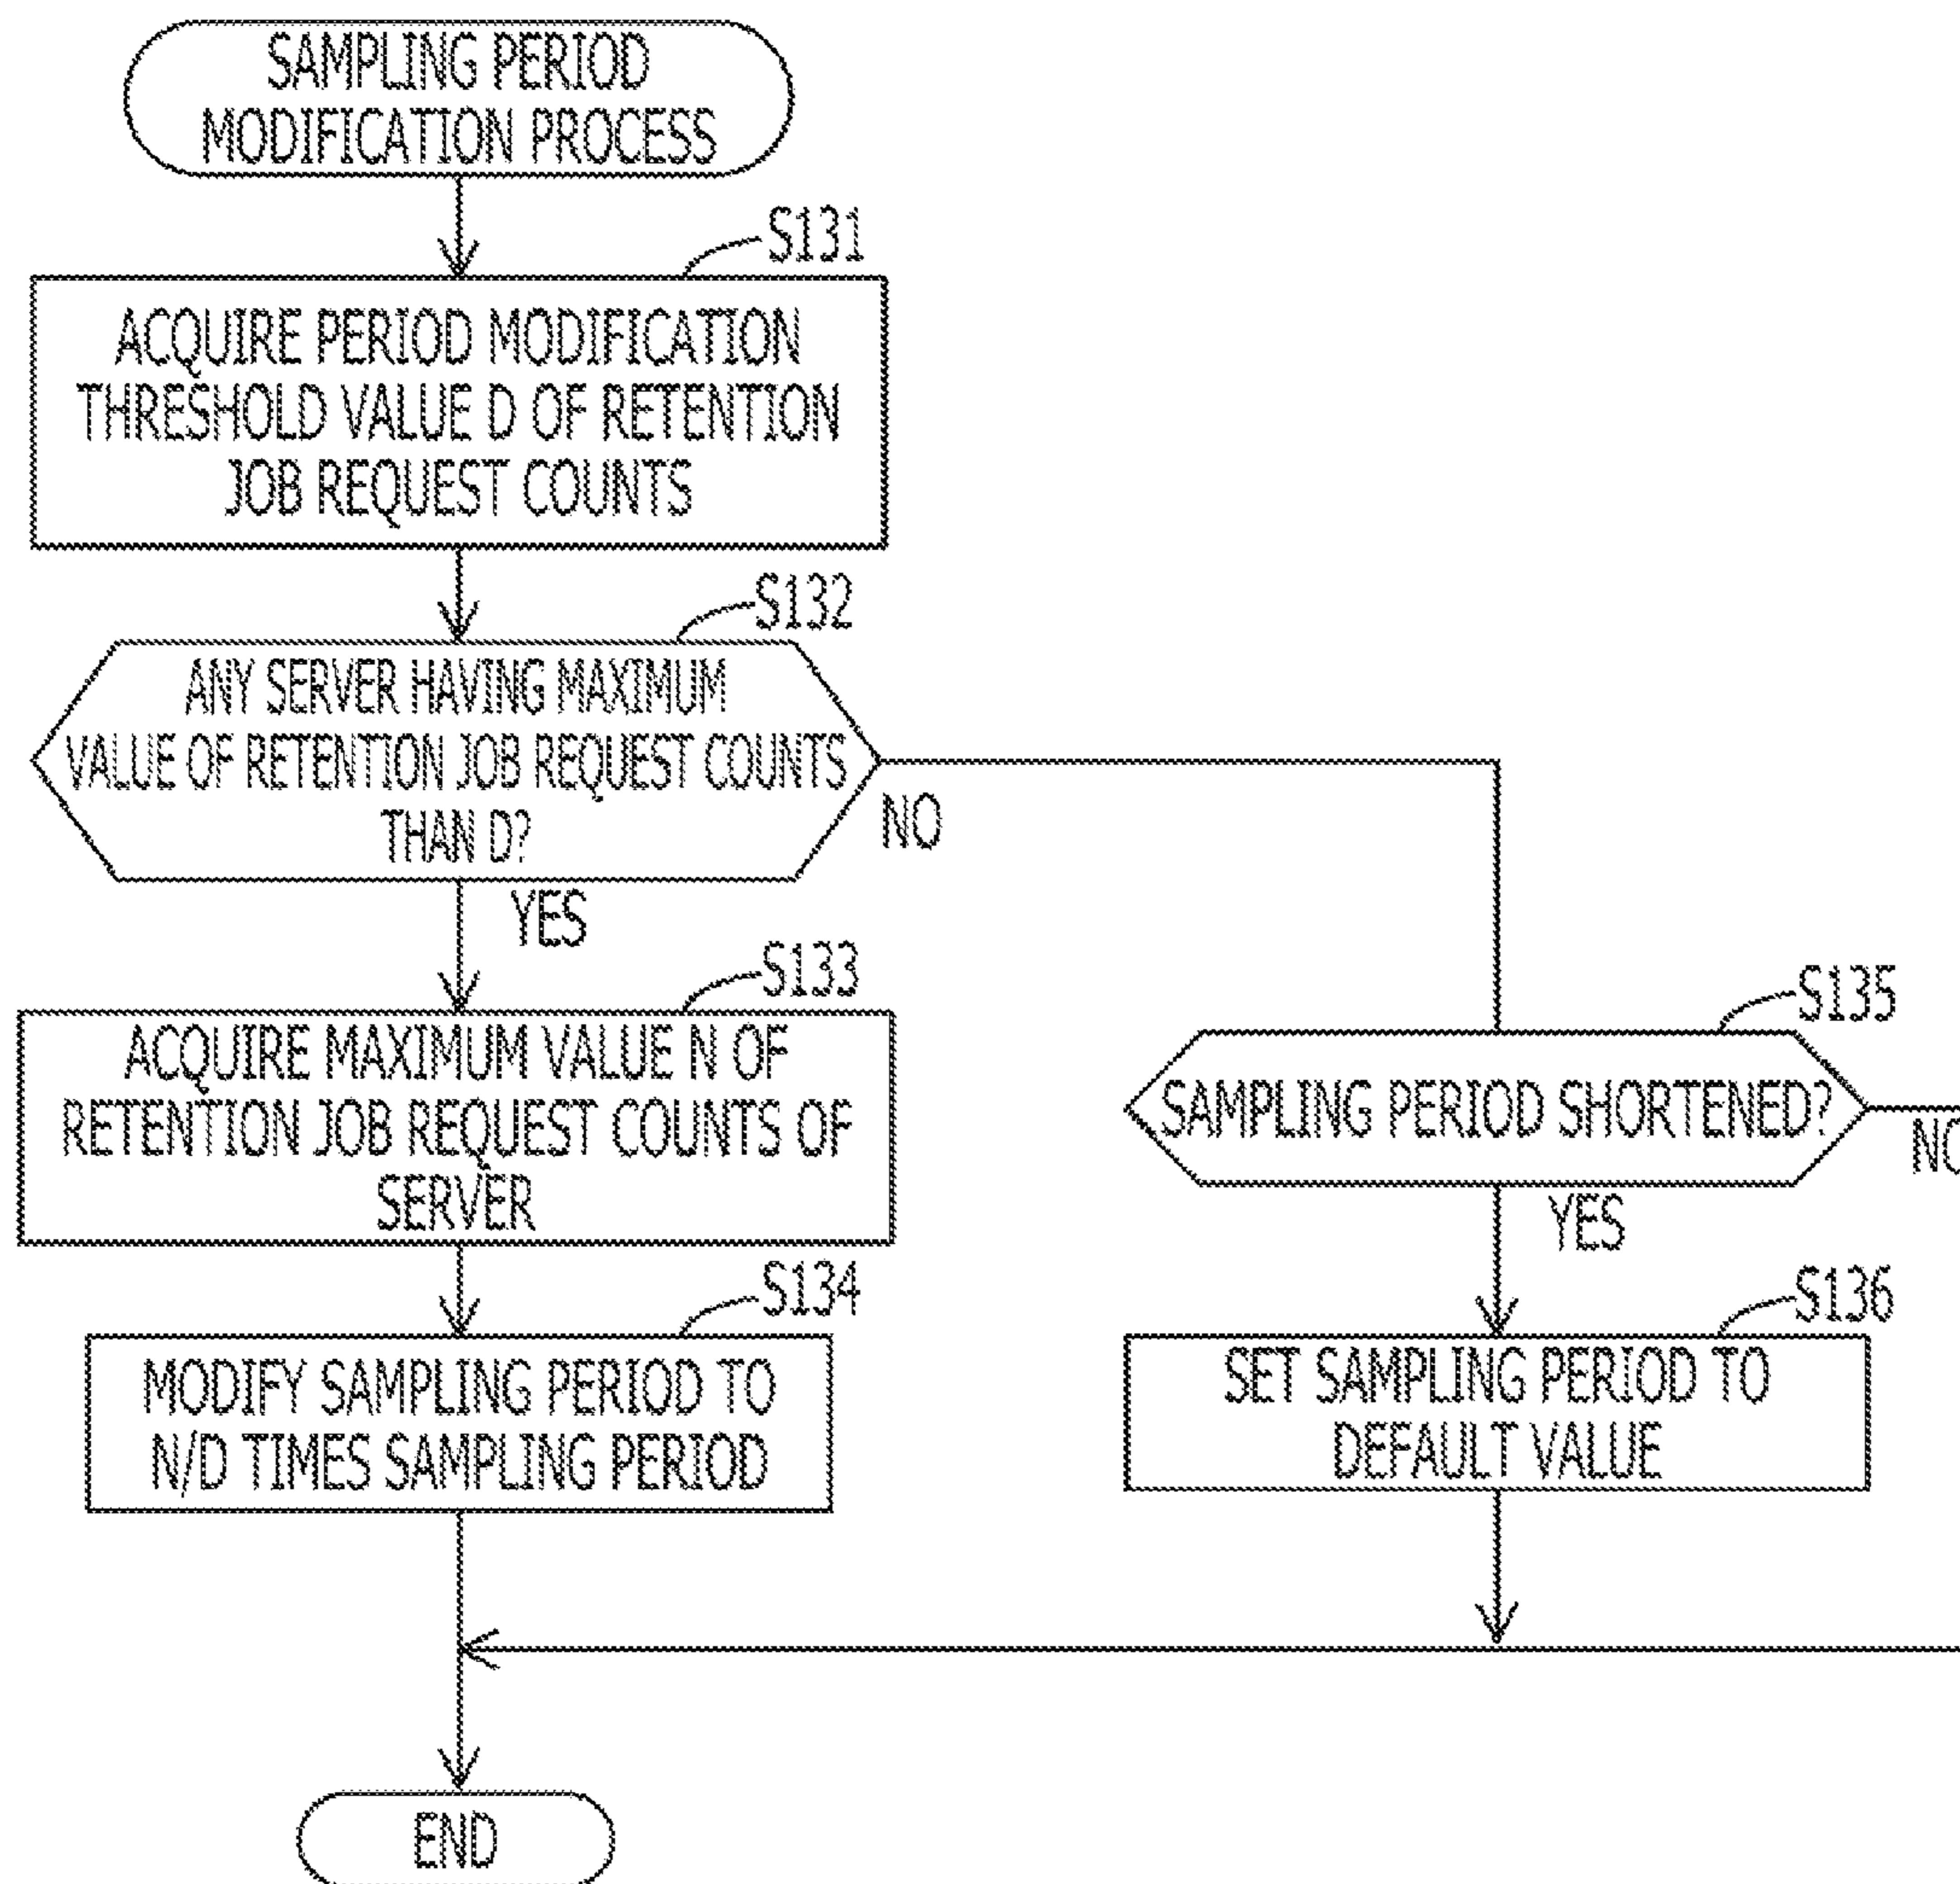 SAMPLING PERIOD
MODIFICATION PROCESS
S131
ACQUIRE PERIOD MODIFICATION
THRESHOLD VALUE D OF RETENTION
JOB REQUEST COUNTS
S132
ANY SERVER HAVING MAXIMUM
VALUE OF RETENTION JOB REQUEST COUNTS
THAN D?
NO
YES
S133
ACQUIRE MAXIMUM VALUE N OF
RETENTION JOB REQUEST COUNTS OF
SERVER
S134
MODIFY SAMPLING PERIOD TO
N/D TIMES SAMPLING PERIOD
S135
SAMPLING PERIOD SHORTENED?
NO
YES
S136
SET SAMPLING PERIOD TO
DEFAULT VALUE
END